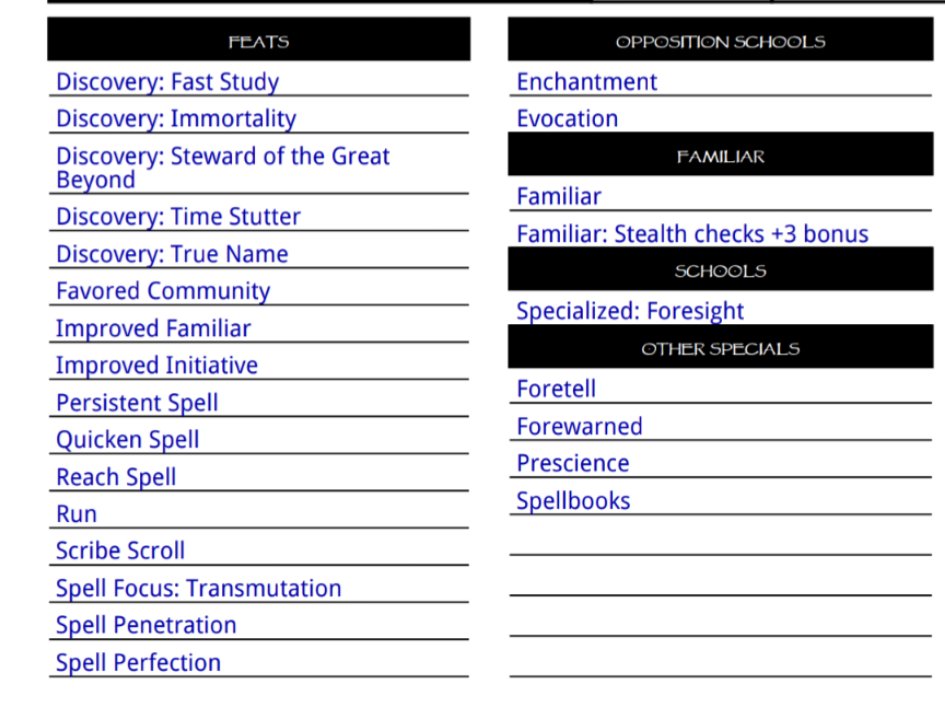 FEATS
Discovery: Fast Study
Discovery: Immortality
Discovery: Steward of the Great
Beyond
Discovery: Time Stutter
Discovery: True Name
Favored Community
Improved Familiar
Improved Initiative
Persistent Spell
Quicken Spell
Reach Spell
Run
Scribe Scroll
Spell Focus: Transmutation
Spell Penetration
Spell Perfection
OPPOSITION SCHOOLS
Enchantment
Evocation
FAMILIAR
Familiar
Familiar: Stealth checks +3 bonus
SCHOOLS
Specialized: Foresight
OTHER SPECIALS
Foretell
Forewarned
Prescience
Spellbooks